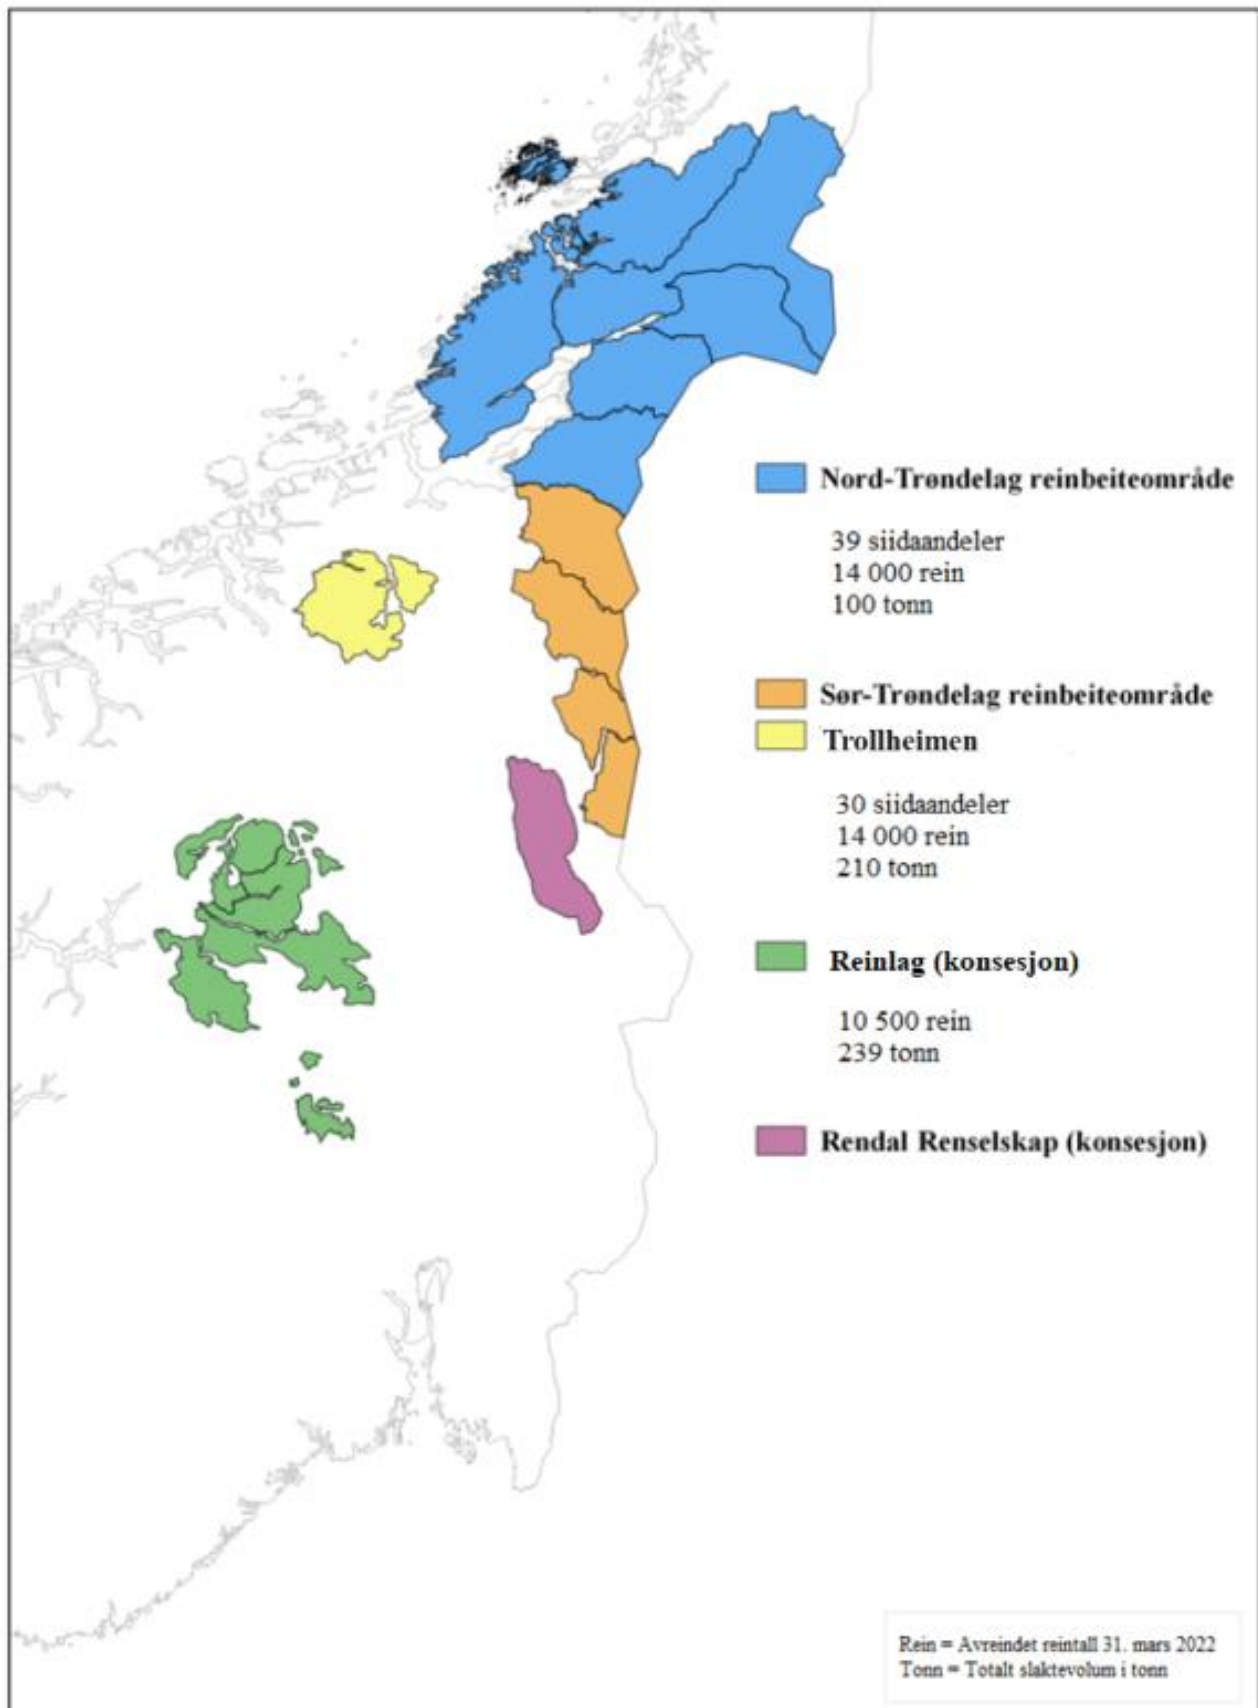 Nord-Trøndelag reinbeiteområde
39 siidaandeler
14 000 rein
100 tonn
Sør-Trøndelag reinbeiteområde
Trollheimen
30 siidaandeler
14 000 rein
210 tonn
Reinlag (konsesjon)
10 500 rein
239 tonn
Rendal Renselskap (konsesjon)
Rein = Avreindet reintall 31. mars 2022
Tonn = Totalt slaktevolum i tonn